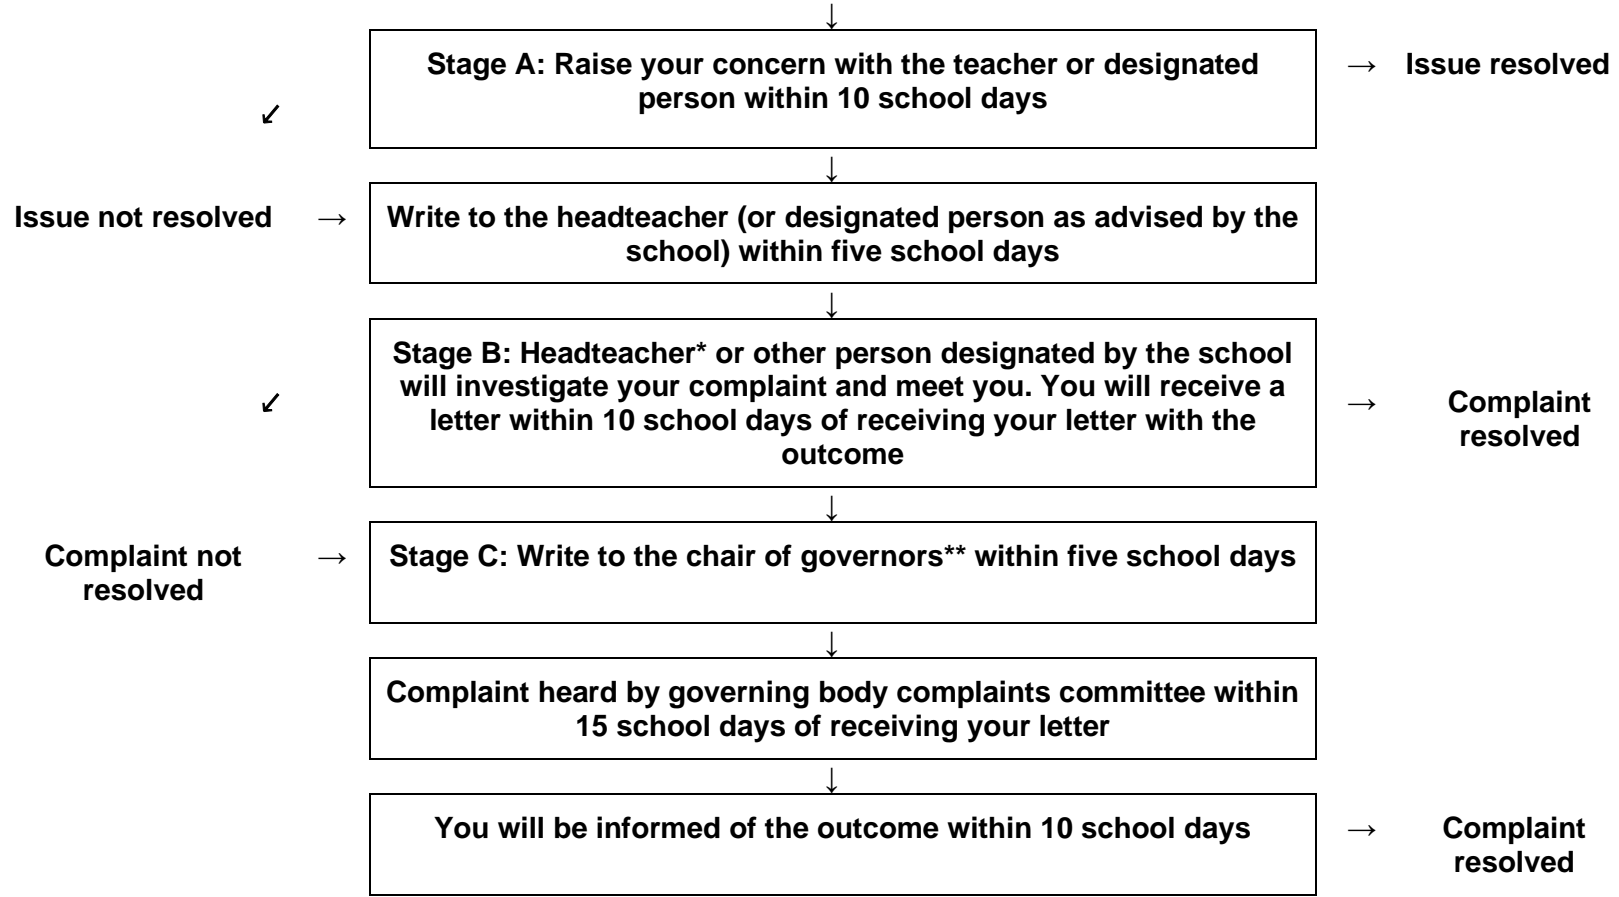 ↓
Stage A: Raise your concern with the teacher or designated
person within 10 school days
→ Issue resolved
↙
↓
Issue not resolved →
Write to the headteacher (or designated person as advised by the
school) within five school days
↓
Stage B: Headteacher* or other person designated by the school
will investigate your complaint and meet you. You will receive a
letter within 10 school days of receiving your letter with the
outcome
↙
→ Complaint
resolved
↓
Complaint not →
resolved
Stage C: Write to the chair of governors** within five school days
↓
Complaint heard by governing body complaints committee within
15 school days of receiving your letter
↓
You will be informed of the outcome within 10 school days
→ Complaint
resolved